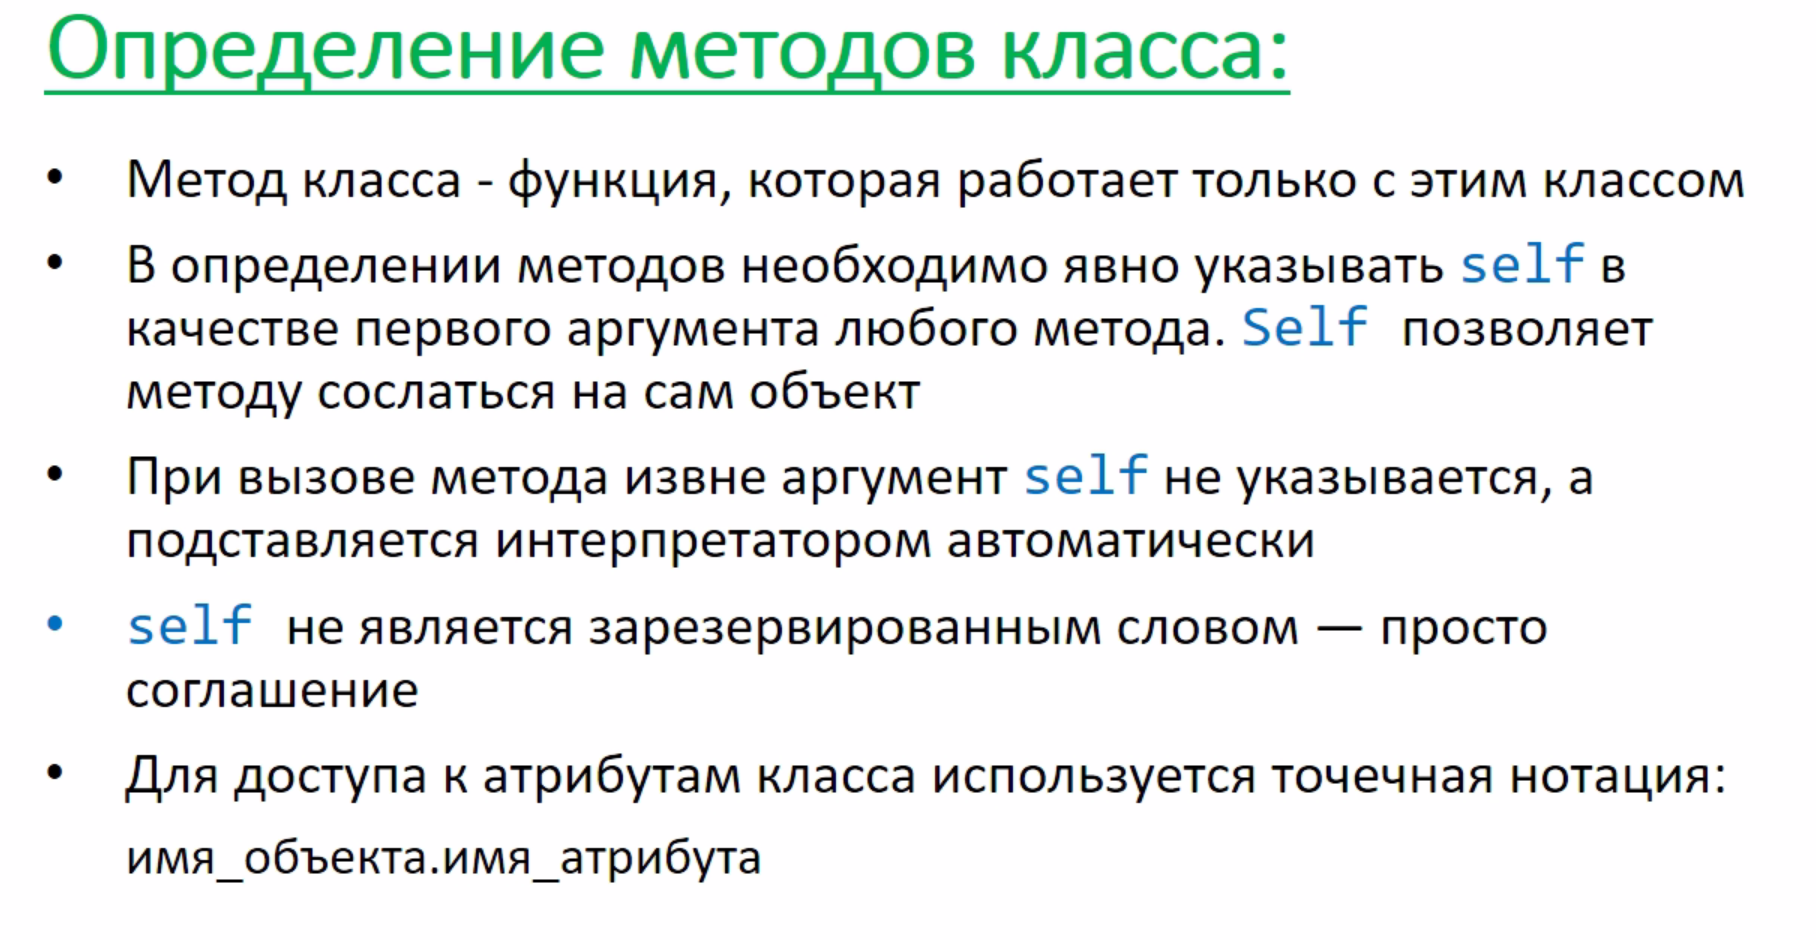 Определение методов класса:
• Метод класса - функция, которая работает только с этим классом
• В определении методов необходимо явно указывать self в
качестве первого аргумента любого метода. Self позволяет
методу сослаться на сам объект
• При вызове метода извне аргумент self не указывается, а
подставляется интерпретатором автоматически
• self не является зарезервированным словом — просто
соглашение
• Для доступа к атрибутам класса используется точечная нотация:
имя_объекта.имя_атрибута